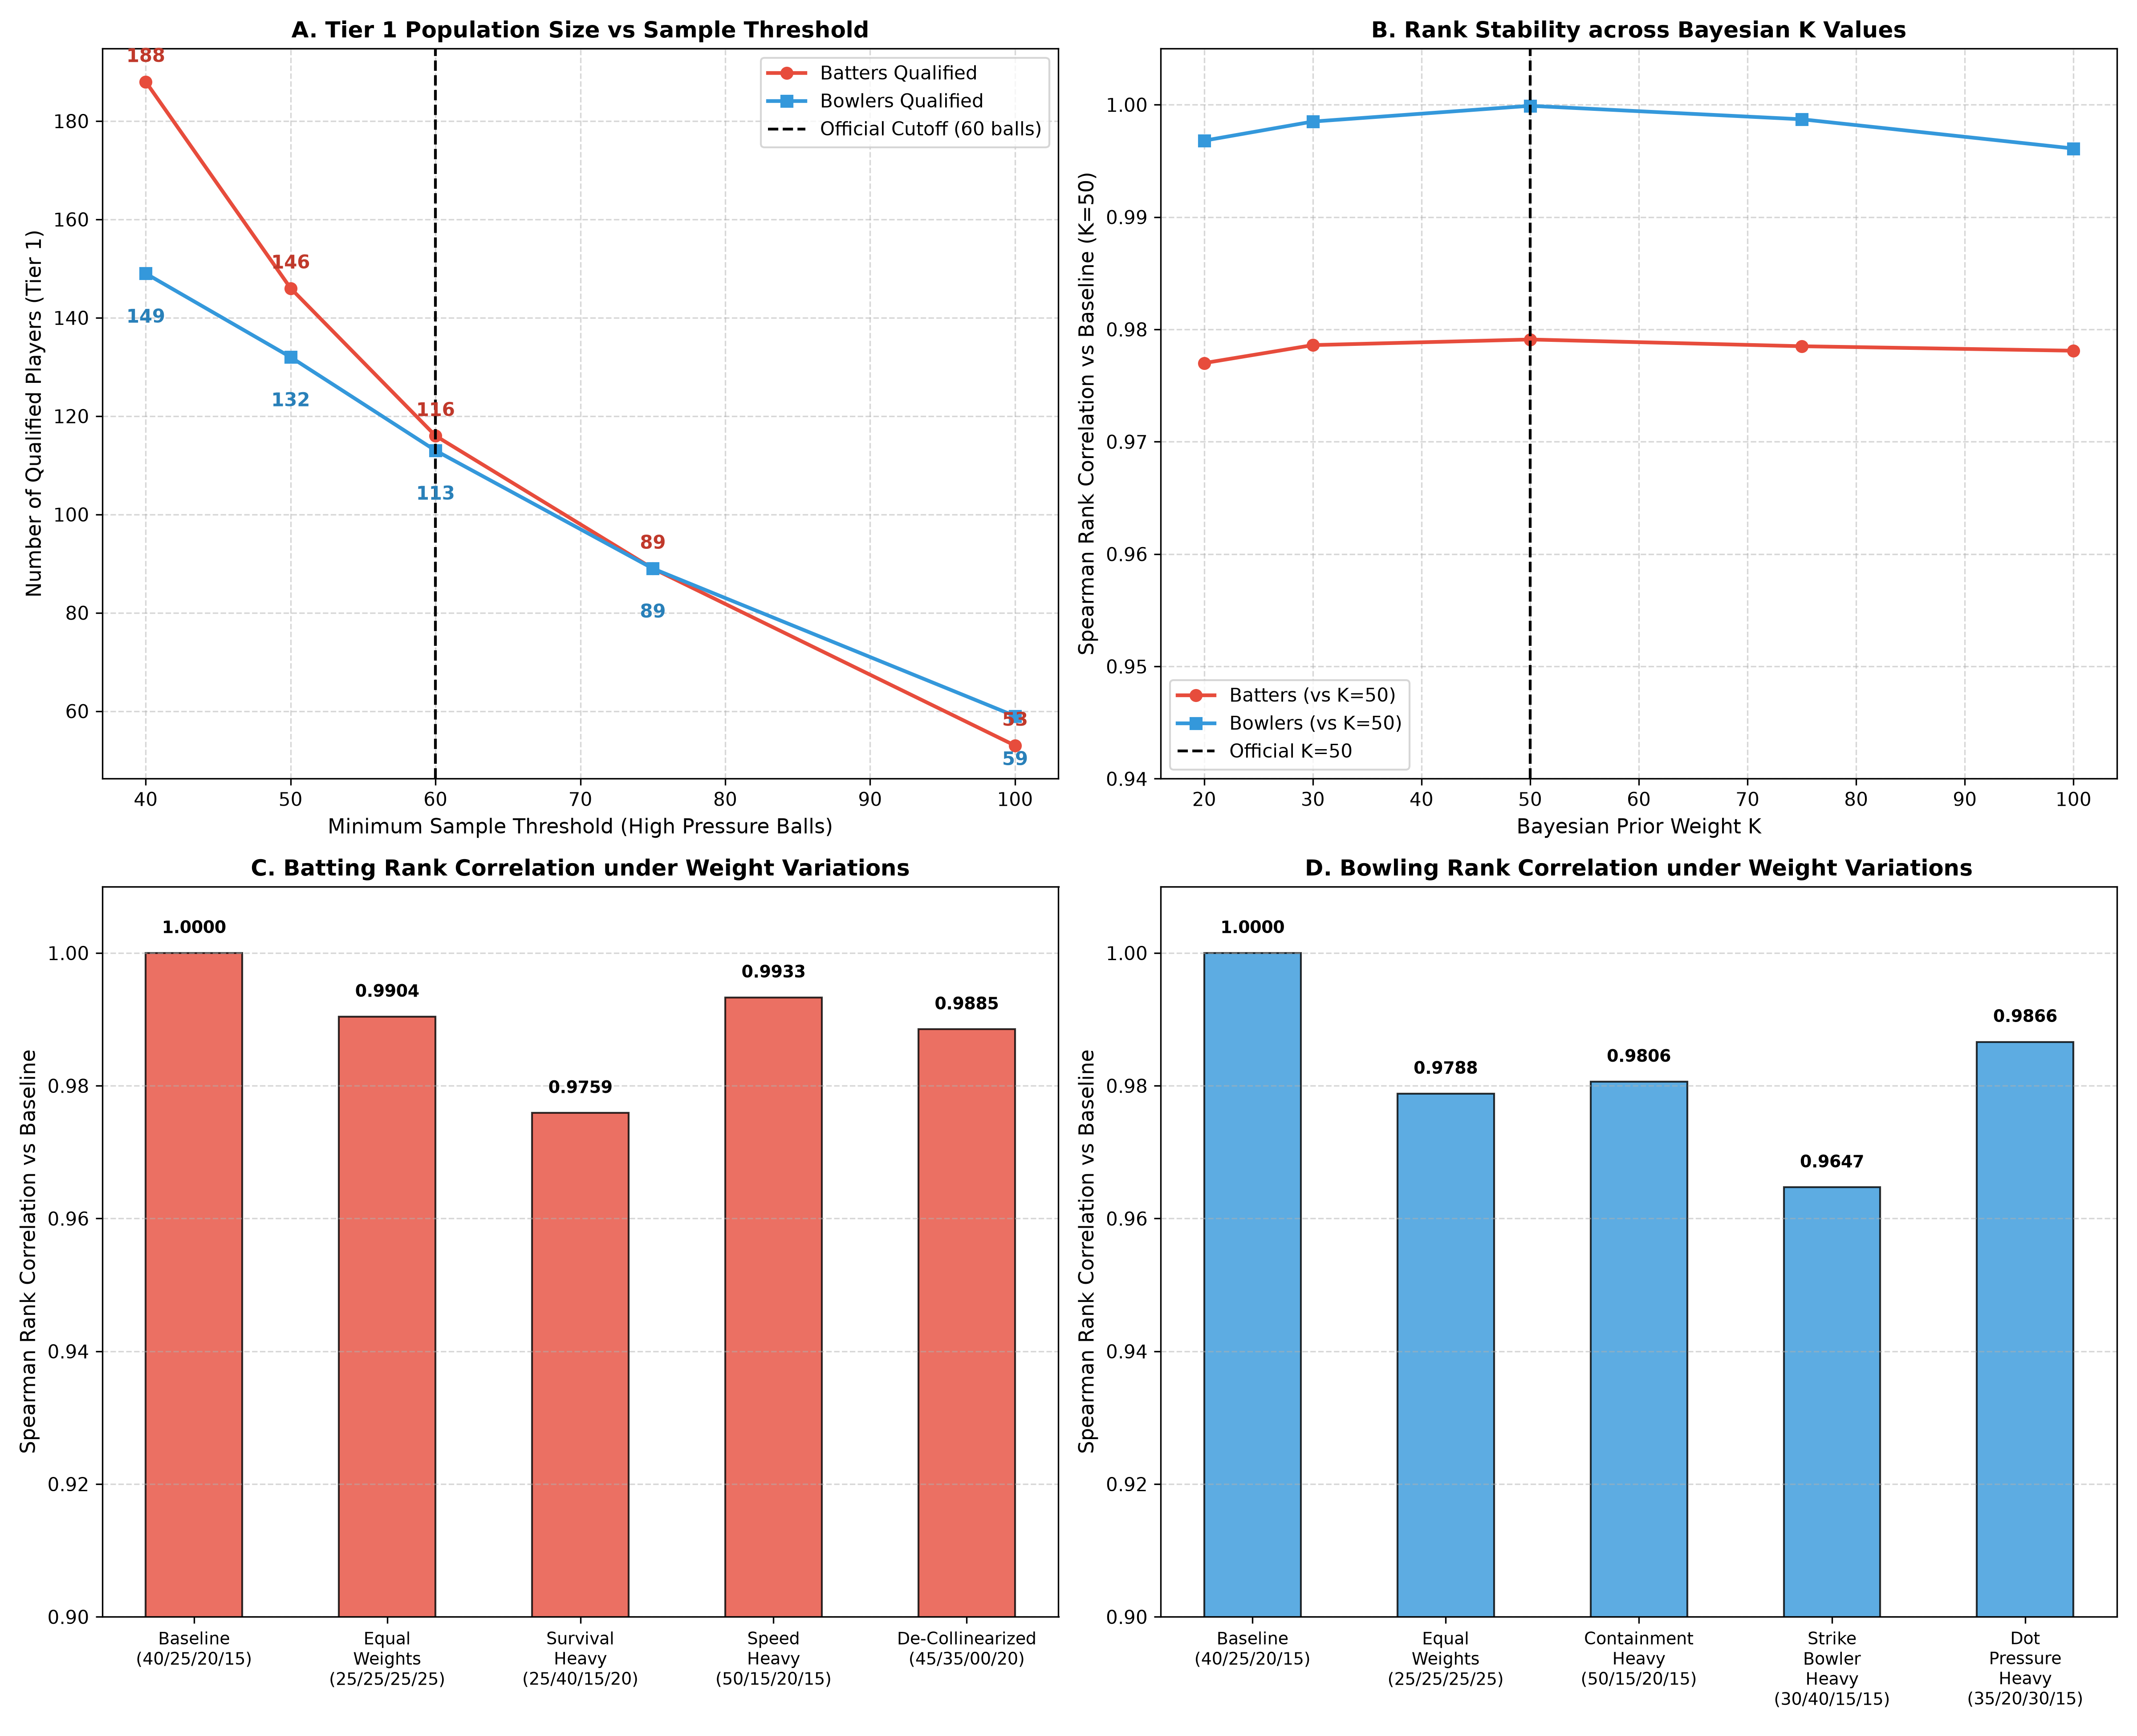 A. Tier 1 Population Size vs Sample Threshold
Number of Qualified Players (Tier 1)
180
160
140
120
100
80
60
188
146
116
89
53
149
132
113
89
59
Batters Qualified
Bowlers Qualified
Official Cutoff (60 balls)
40 50 60 70 80 90 100
Minimum Sample Threshold (High Pressure Balls)
B. Rank Stability across Bayesian K Values
Spearman Rank Correlation vs Baseline (K=50)
1.00
0.99
0.98
0.97
0.96
0.95
0.94
Batters (vs K=50)
Bowlers (vs K=50)
Official K=50
20 30 40 50 60 70 80 90 100
Bayesian Prior Weight K
C. Batting Rank Correlation under Weight Variations
Spearman Rank Correlation vs Baseline
1.00
0.98
0.96
0.94
0.92
0.90
1.0000
0.9904
0.9759
0.9933
0.9885
Baseline
(40/25/20/15)
Equal
Weights
(25/25/25/25)
Survival
Heavy
(25/40/15/20)
Speed
Heavy
(50/15/20/15)
De-Collinearized
(45/35/00/20)
D. Bowling Rank Correlation under Weight Variations
Spearman Rank Correlation vs Baseline
1.00
0.98
0.96
0.94
0.92
0.90
1.0000
0.9788
0.9806
0.9647
0.9866
Baseline
(40/25/20/15)
Equal
Weights
(25/25/25/25)
Containment
Heavy
(50/15/20/15)
Strike
Bowler
Heavy
(30/40/15/15)
Dot
Pressure
Heavy
(35/20/30/15)